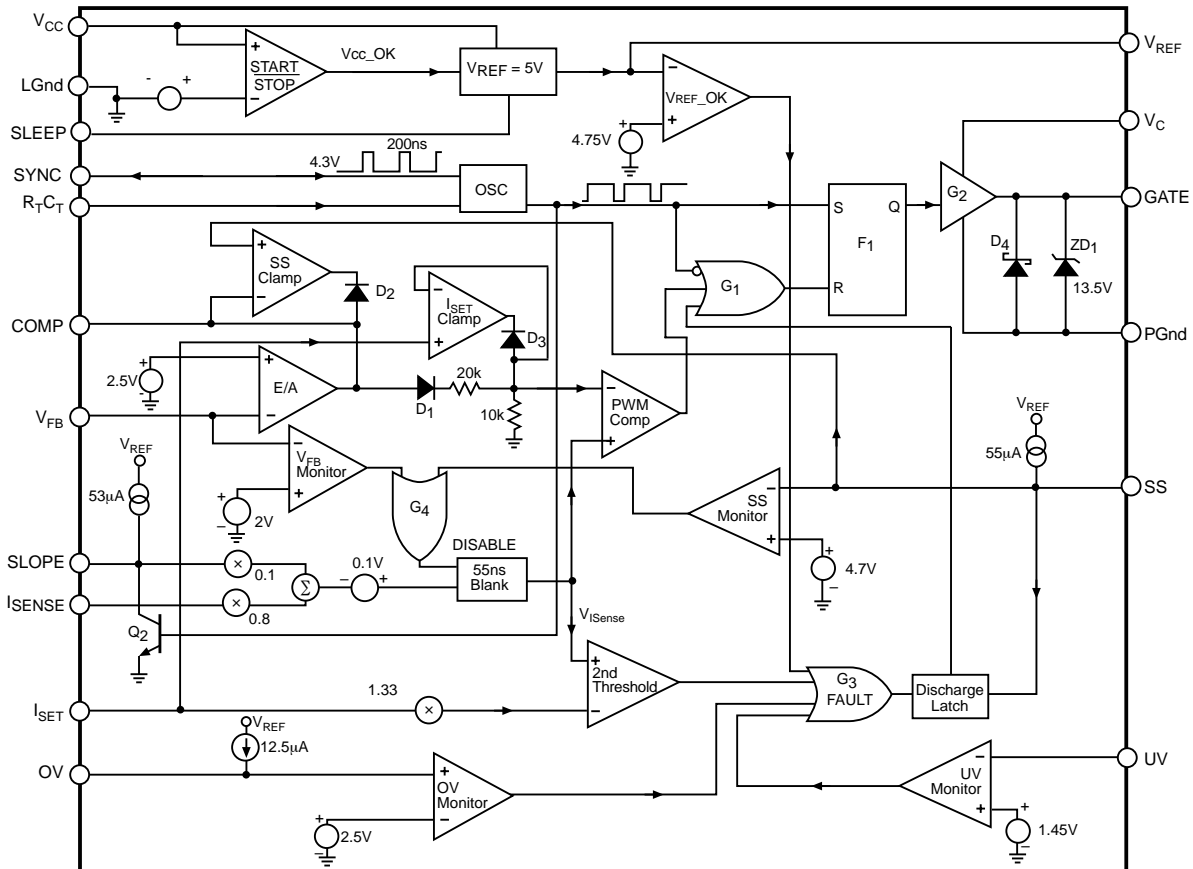 VCC
VREF
START
STOP
Vcc_OK
VREF = 5V
VREF_OK
- +
+
−
−
+
LGnd
SLEEP
4.75V
+
VC
SYNC
4.3V
200ns
OSC
RTCT
S
Q
F1
R
G2
GATE
D4
ZD1
13.5V
G1
+
SS
Clamp
−
D2
−
ISET
Clamp
+
D3
COMP
PGnd
+
2.5V
-
+
E/A
−
D1
20k
10k
−
PWM
Comp
+
VFB
VREF
53µA
−
VFB
Monitor
+
+
−
2V
G4
−
SS
Monitor
+
VREF
55µA
SS
+
4.7V
−
SLOPE
×
0.1
Σ
−
0.1V
+
DISABLE
55ns
Blank
ISENSE
×
0.8
VISense
Q2
+
2nd
Threshold
−
G3
FAULT
Discharge
Latch
ISET
1.33
×
VREF
12.5µA
OV
+
OV
Monitor
−
+
−
2.5V
−
UV
Monitor
+
UV
+
−
1.45V